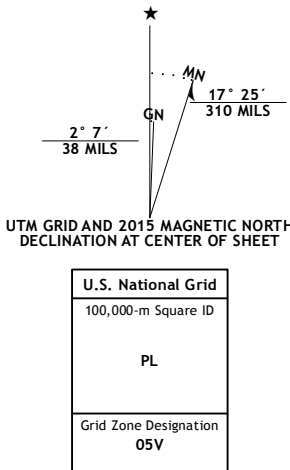 ★
MN
GN
17° 25´
310 MILS
2° 7´
38 MILS
UTM GRID AND 2015 MAGNETIC NORTH
DECLINATION AT CENTER OF SHEET
U.S. National Grid
100,000-m Square ID
PL
Grid Zone Designation
05V